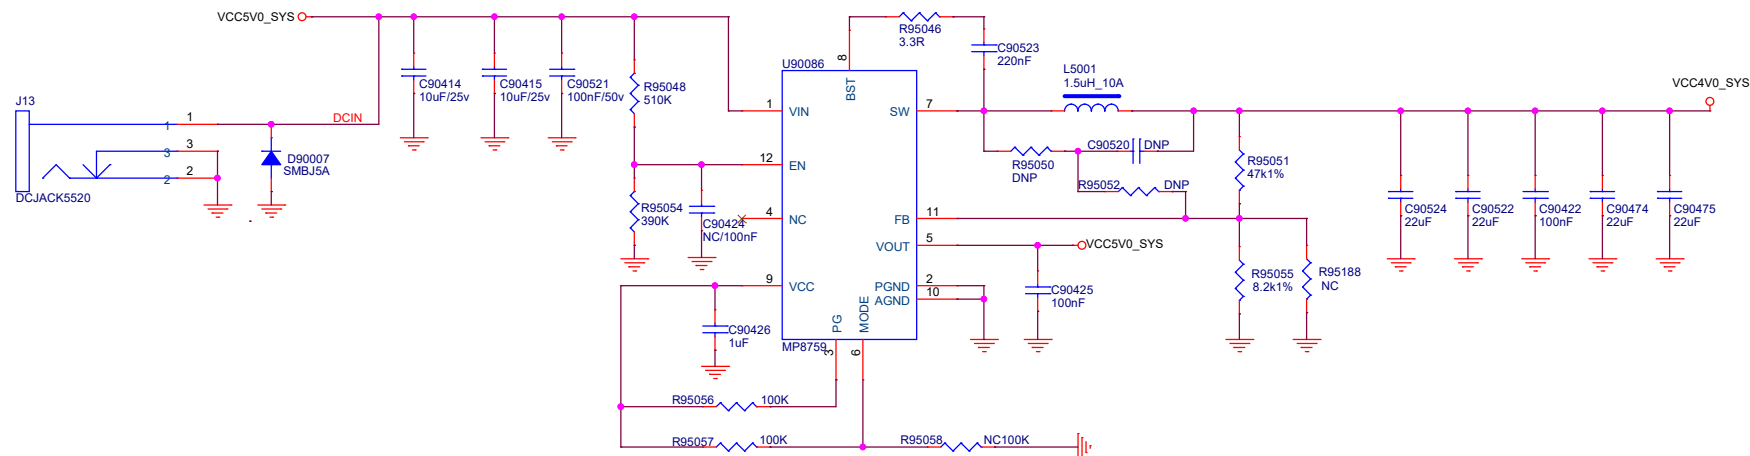 VCC5V0_SYS
R95046
3.3R
C90523
220nF
U90086
8
BST
L5001
1.5uH_10A
VCC4V0_SYS
C90414
10uF/25v
C90415
10uF/25v
C90521
100nF/50v
R95048
510K
J13
1
1
DCIN
3
3
2
2
DCJACK5520
D90007
SMBJ5A
1
VIN
SW
7
12
EN
R95050
DNP
C90520
DNP
R95052
DNP
R95051
47k1%
R95054
390K
C90424
NC/100nF
4
NC
FB
11
VOUT
5
VCC5V0_SYS
C90524
22uF
C90522
22uF
C90422
100nF
C90474
22uF
C90475
22uF
9
VCC
PGND
2
AGND
10
C90425
100nF
R95055
8.2k1%
R95188
NC
C90426
1uF
PG
MODE
MP8759
3
6
R95056
100K
R95057
100K
R95058
NC100K